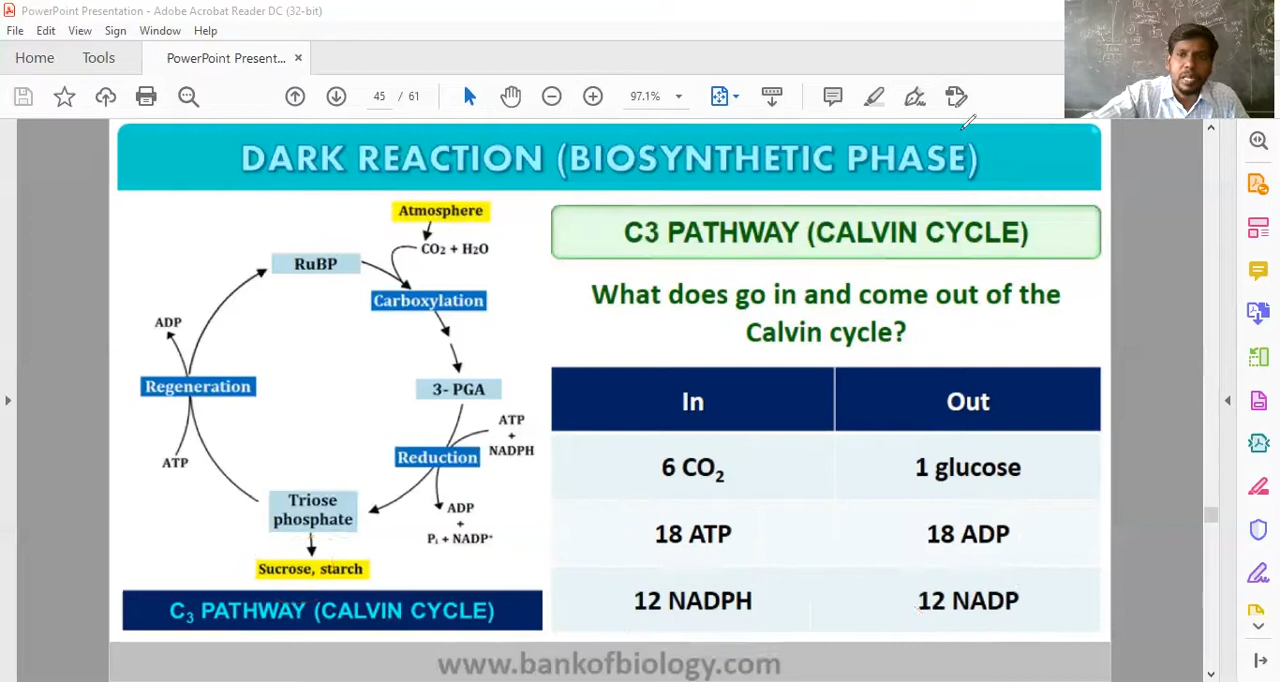 PowerPoint Presentation - Adobe Acrobat Reader DC (32-bit)
File Edit View Sign Window Help
Home Tools PowerPoint Present... ×
45 / 61 97.1%
DARK REACTION (BIOSYNTHETIC PHASE)
Atmosphere
CO₂ + H₂O
RuBP
Carboxylation
ADP
Regeneration
3- PGA
ATP
+
NADPH
Reduction
ATP
Triose
phosphate
ADP
+
Pᵢ + NADP⁺
Sucrose, starch
C₃ PATHWAY (CALVIN CYCLE)
C3 PATHWAY (CALVIN CYCLE)
What does go in and come out of the
Calvin cycle?
In Out
6 CO₂ 1 glucose
18 ATP 18 ADP
12 NADPH 12 NADP
www.bankofbiology.com